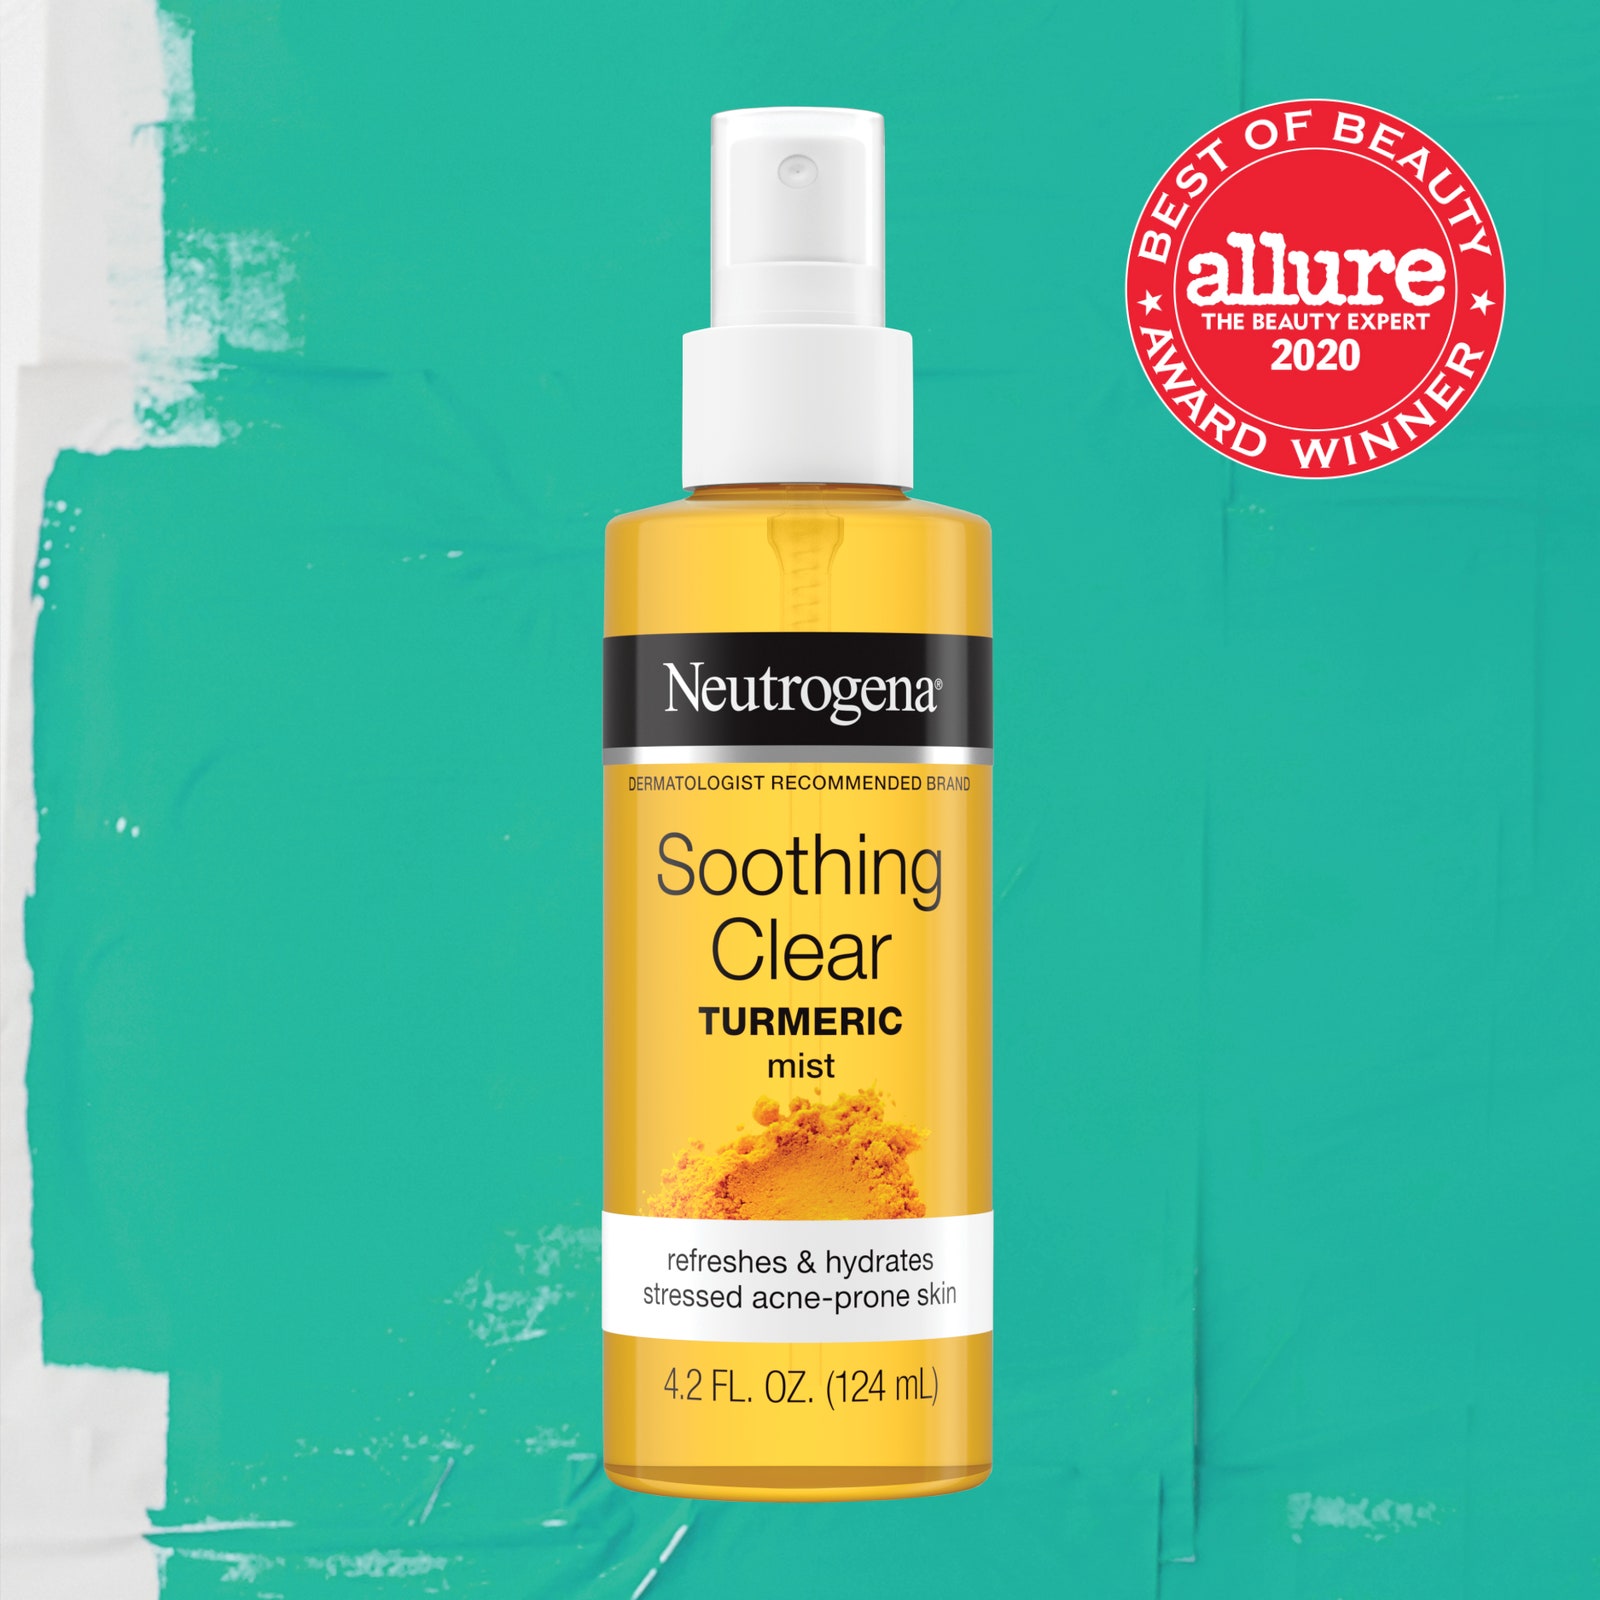 Neutrogena®
DERMATOLOGIST RECOMMENDED BRAND
Soothing
Clear
TURMERIC
mist
refreshes & hydrates
stressed acne-prone skin
4.2 FL. OZ. (124 mL)
BEST OF BEAUTY
allure
THE BEAUTY EXPERT
2020
AWARD WINNER